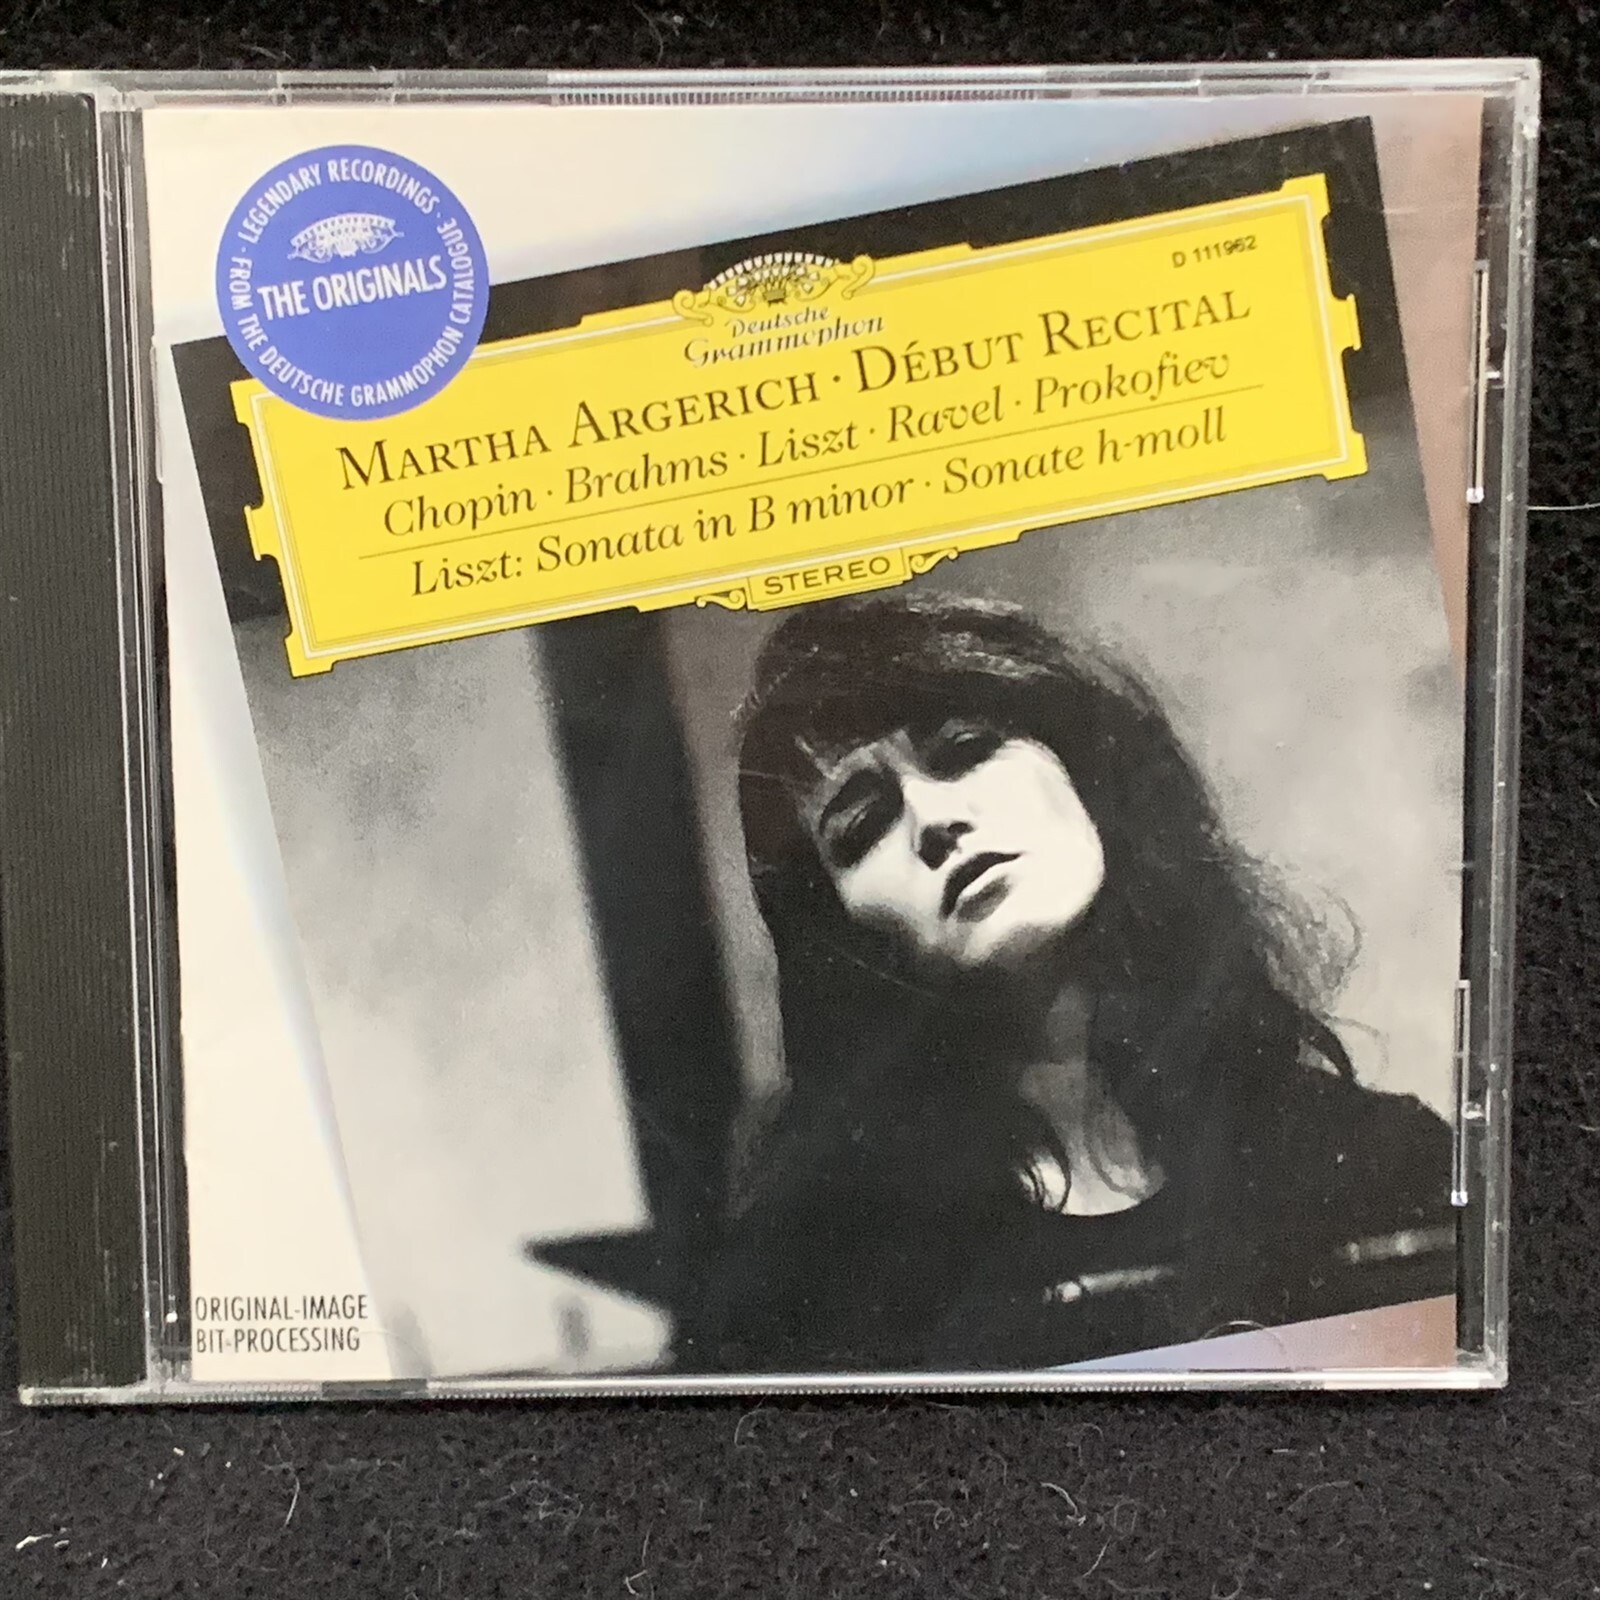 · LEGENDARY RECORDINGS ·
FROM THE DEUTSCHE GRAMMOPHON CATALOGUE
THE ORIGINALS
D 111952
Deutsche
Grammophon
MARTHA ARGERICH · DÉBUT RECITAL
Chopin · Brahms · Liszt · Ravel · Prokofiev
Liszt: Sonata in B minor · Sonate h-moll
STEREO
ORIGINAL-IMAGE
BIT-PROCESSING